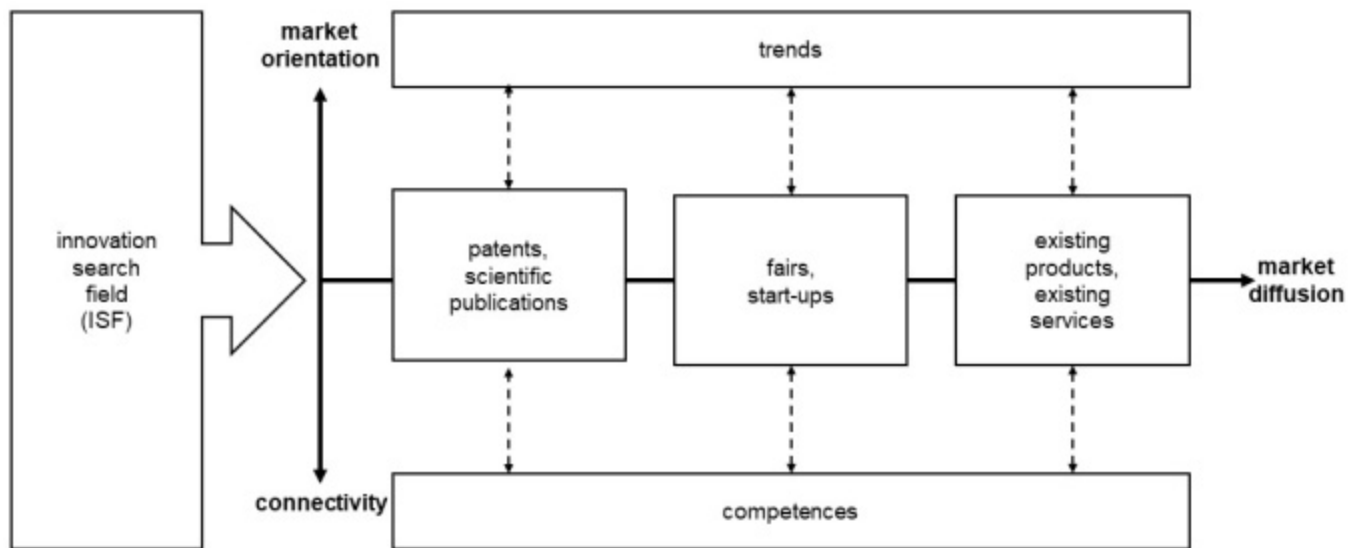 market
orientation
trends
innovation
search
field
(ISF)
patents,
scientific
publications
fairs,
start-ups
existing
products,
existing
services
market
diffusion
connectivity
competences